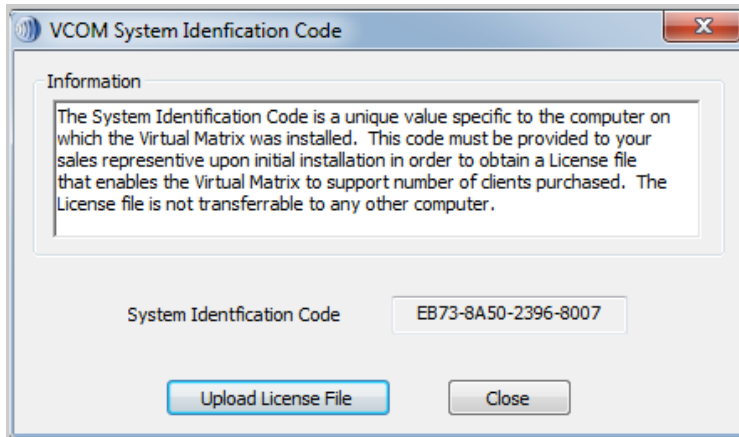 VCOM System Idenfication Code
Information
The System Identification Code is a unique value specific to the computer on
which the Virtual Matrix was installed.  This code must be provided to your
sales representive upon initial installation in order to obtain a License file
that enables the Virtual Matrix to support number of clients purchased.  The
License file is not transferrable to any other computer.
System Identfication Code
EB73-8A50-2396-8007
Upload License File
Close